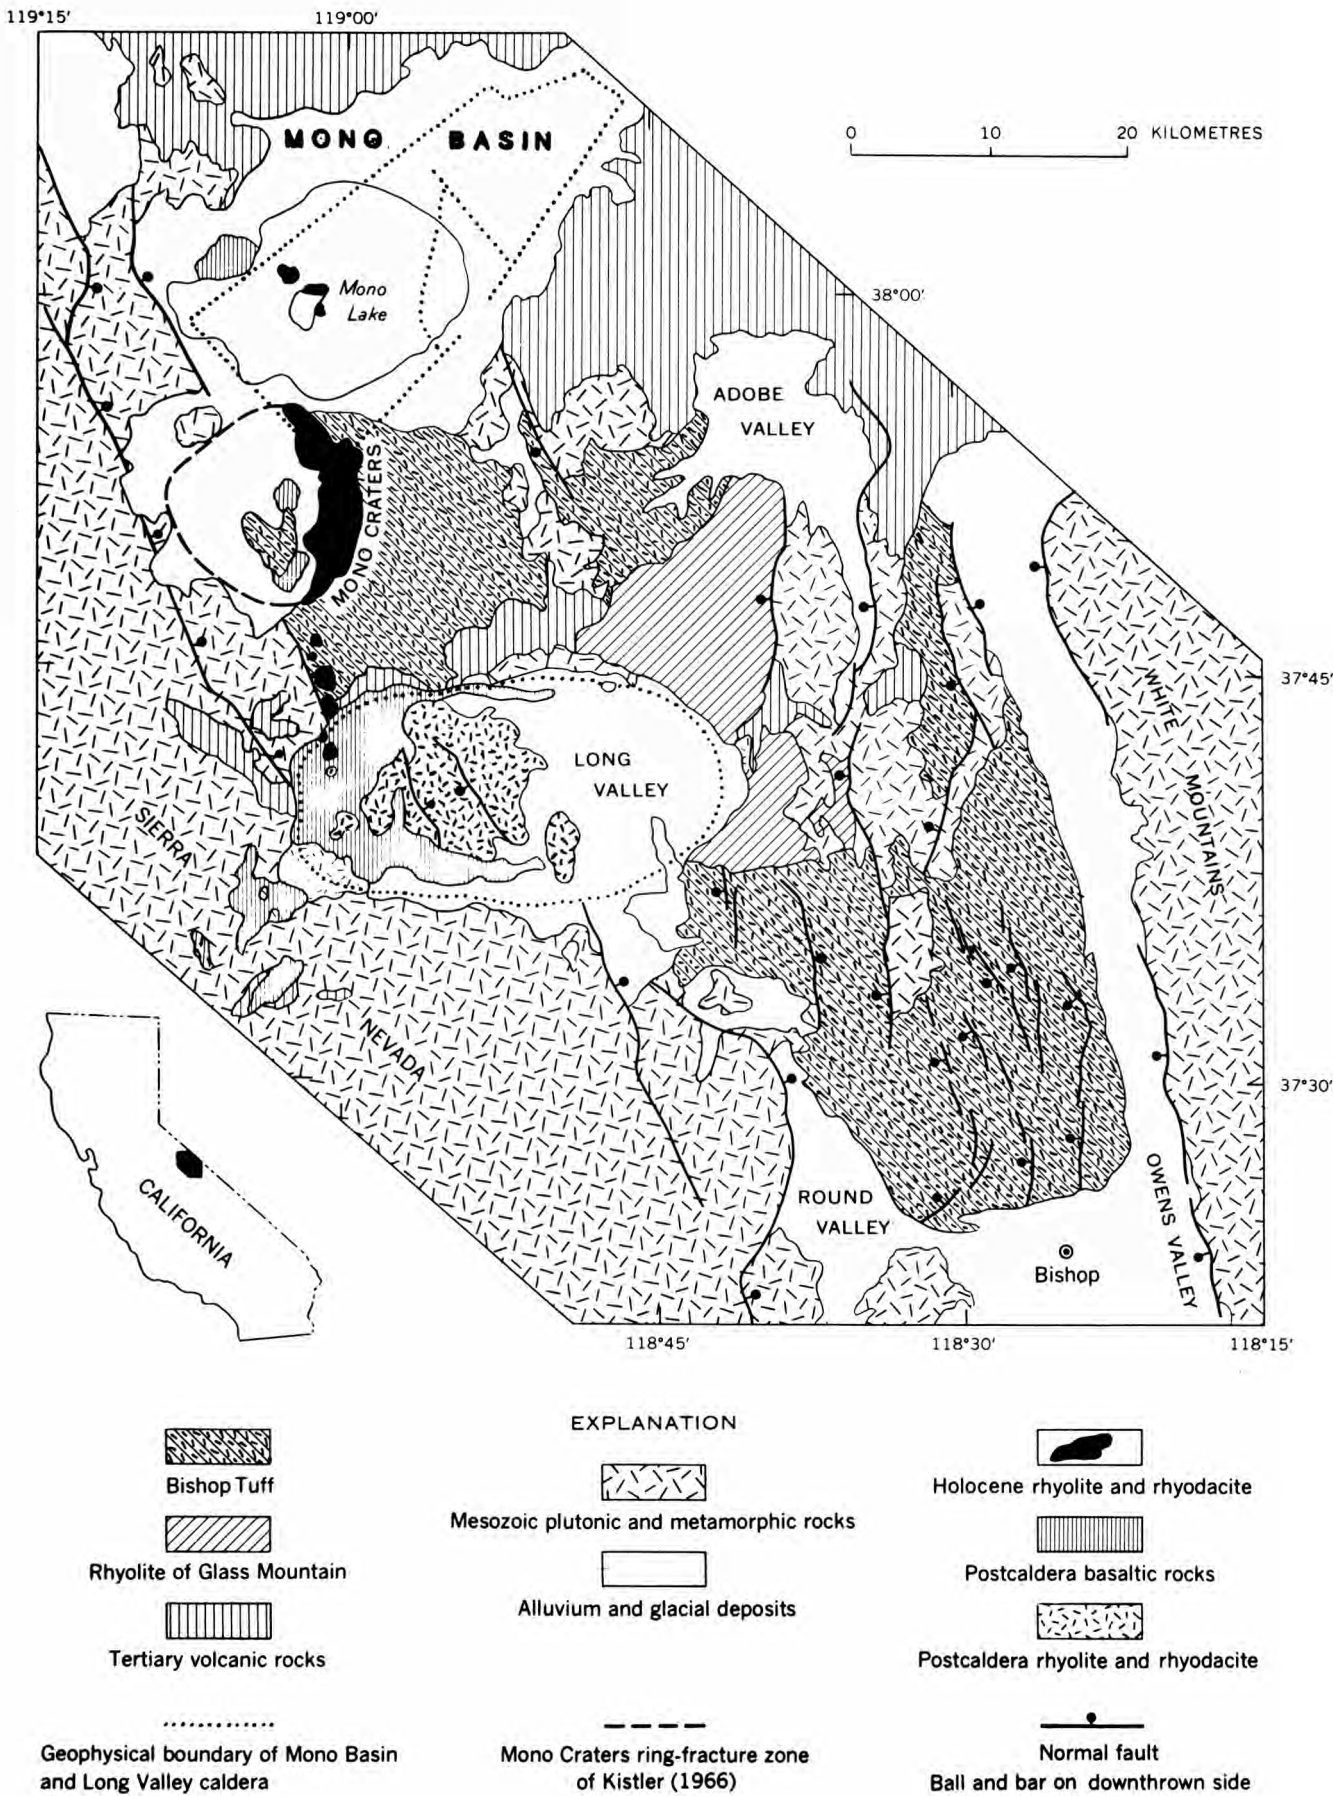 119°15'
119°00'
MONO BASIN
0 10 20 KILOMETRES
Mono
Lake
38°00'
ADOBE
VALLEY
MONO CRATERS
37°45'
WHITE
MOUNTAINS
LONG
VALLEY
SIERRA
NEVADA
37°30'
CALIFORNIA
ROUND
VALLEY
OWENS VALLEY
Bishop
118°45'
118°30'
118°15'
EXPLANATION
Bishop Tuff
Mesozoic plutonic and metamorphic rocks
Holocene rhyolite and rhyodacite
Rhyolite of Glass Mountain
Alluvium and glacial deposits
Postcaldera basaltic rocks
Tertiary volcanic rocks
Postcaldera rhyolite and rhyodacite
Geophysical boundary of Mono Basin
and Long Valley caldera
Mono Craters ring-fracture zone
of Kistler (1966)
Normal fault
Ball and bar on downthrown side